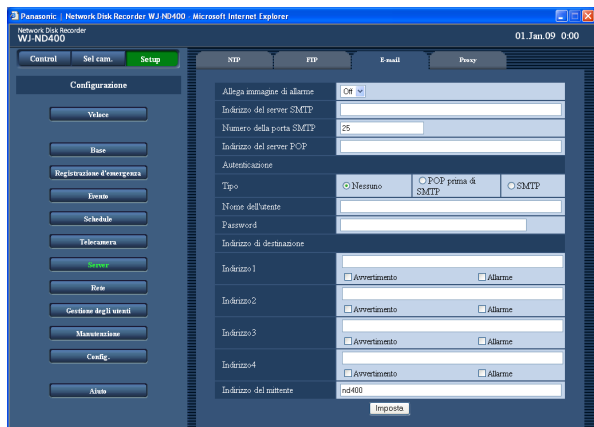 Panasonic | Network Disk Recorder WJ-ND400 - Microsoft Internet Explorer
Network Disk Recorder
WJ-ND400
01.Jan.09 0:00
Control Sel cam. Setup
NTP FTP E-mail Proxy
Configurazione
Veloce
Base
Registrazione d'emergenza
Evento
Schedule
Telecamera
Server
Rete
Gestione degli utenti
Manutenzione
Config.
Aiuto
Allega immagine di allarme Off
Indirizzo del server SMTP
Numero della porta SMTP 25
Indirizzo del server POP
Autenticazione
Tipo Nessuno POP prima di SMTP SMTP
Nome dell'utente
Password
Indirizzo di destinazione
Indirizzo1
Avvertimento Allarme
Indirizzo2
Avvertimento Allarme
Indirizzo3
Avvertimento Allarme
Indirizzo4
Avvertimento Allarme
Indirizzo del mittente nd400
Imposta